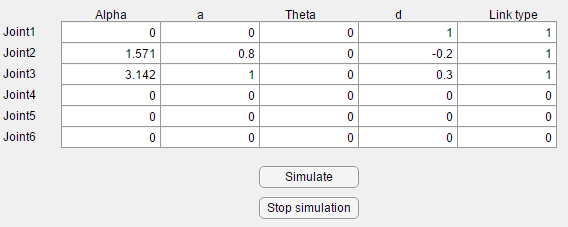 Alpha a Theta d Link type
Joint1 0 0 0 1 1
Joint2 1.571 0.8 0 -0.2 1
Joint3 3.142 1 0 0.3 1
Joint4 0 0 0 0 0
Joint5 0 0 0 0 0
Joint6 0 0 0 0 0
Simulate
Stop simulation